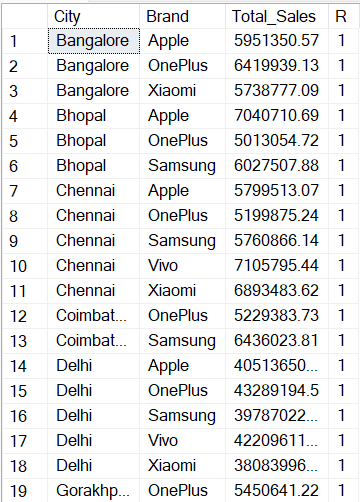 City Brand Total_Sales R
1 Bangalore Apple 5951350.57 1
2 Bangalore OnePlus 6419939.13 1
3 Bangalore Xiaomi 5738777.09 1
4 Bhopal Apple 7040710.69 1
5 Bhopal OnePlus 5013054.72 1
6 Bhopal Samsung 6027507.88 1
7 Chennai Apple 5799513.07 1
8 Chennai OnePlus 5199875.24 1
9 Chennai Samsung 5760866.14 1
10 Chennai Vivo 7105795.44 1
11 Chennai Xiaomi 6893483.62 1
12 Coimbat... OnePlus 5229383.73 1
13 Coimbat... Samsung 6436023.81 1
14 Delhi Apple 40513650... 1
15 Delhi OnePlus 43289194.5 1
16 Delhi Samsung 39787022... 1
17 Delhi Vivo 42209611... 1
18 Delhi Xiaomi 38083996... 1
19 Gorakhp... OnePlus 5450641.22 1